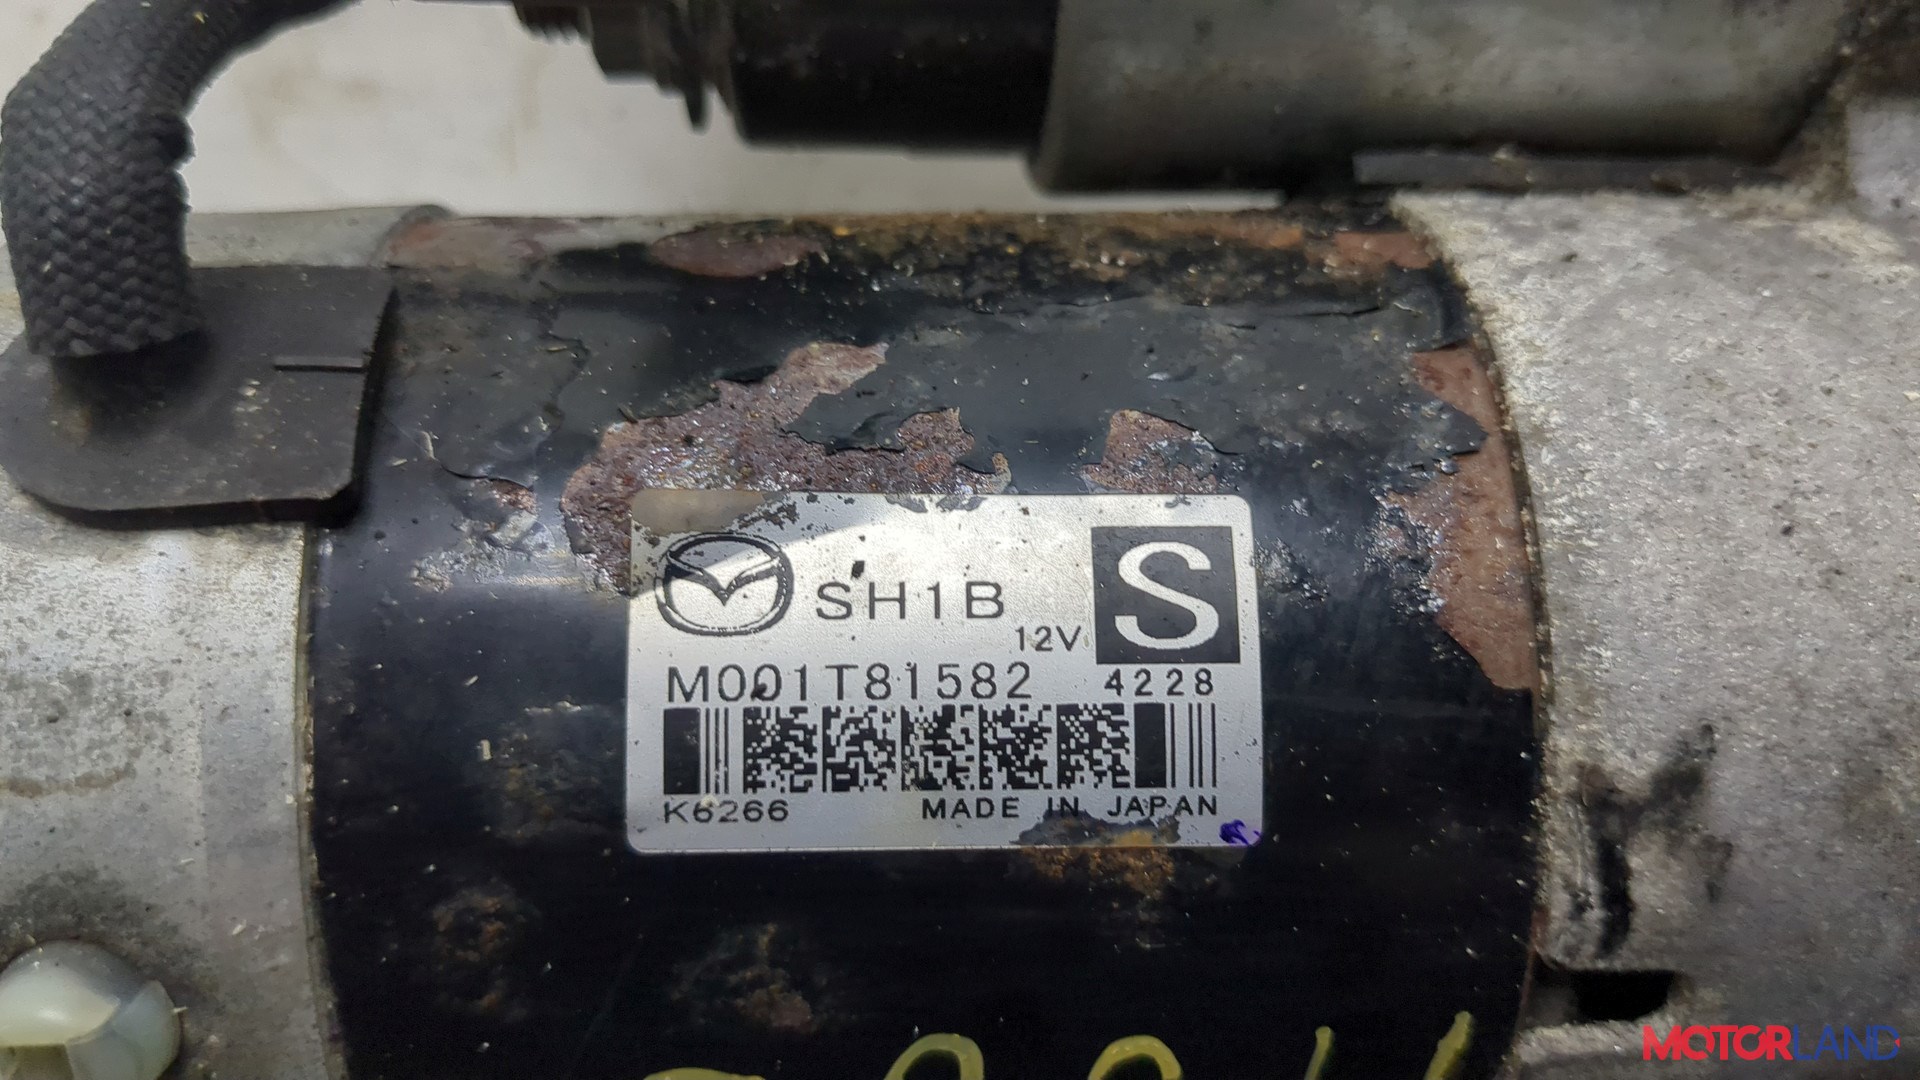 SH1B
S
12V
M001T81582 4228
K6266 MADE IN JAPAN
MOTORLAND